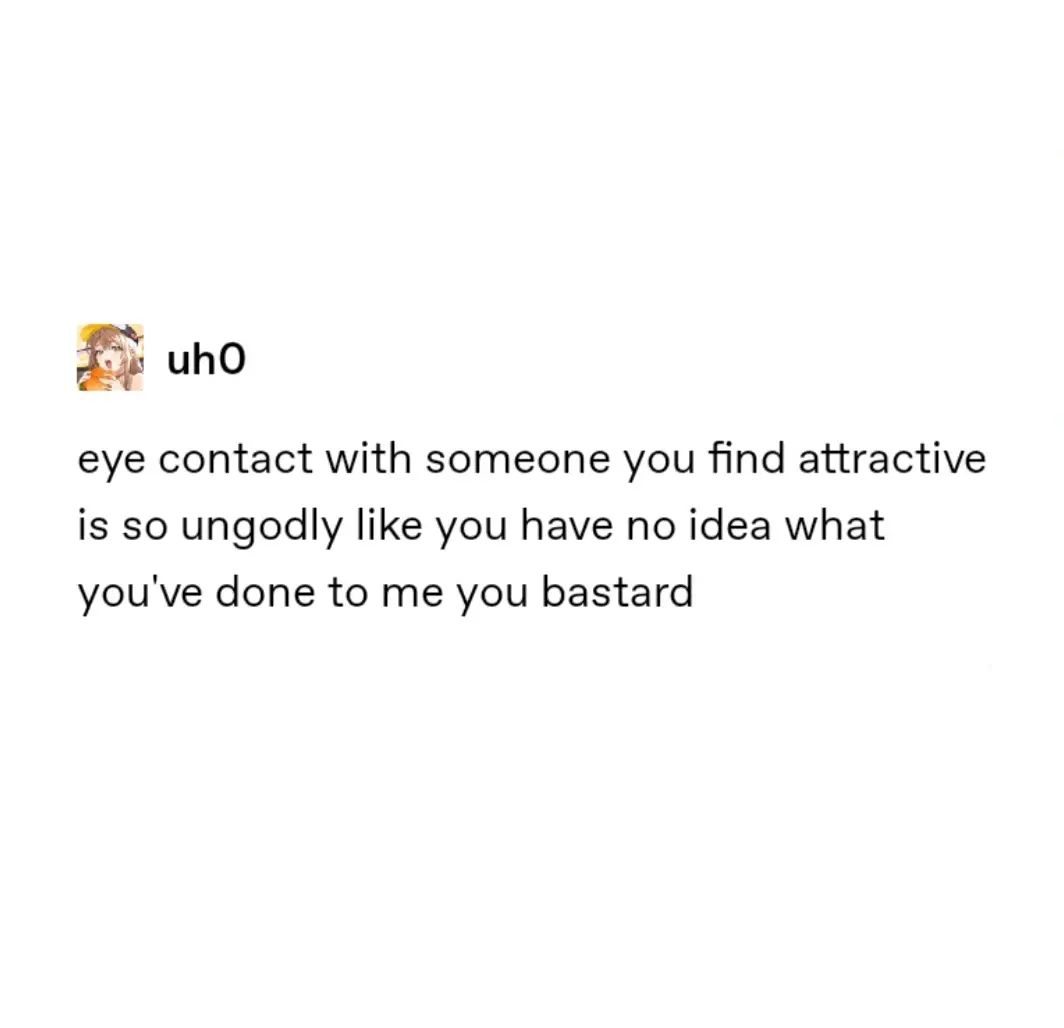 uh0
eye contact with someone you find attractive
is so ungodly like you have no idea what
you've done to me you bastard